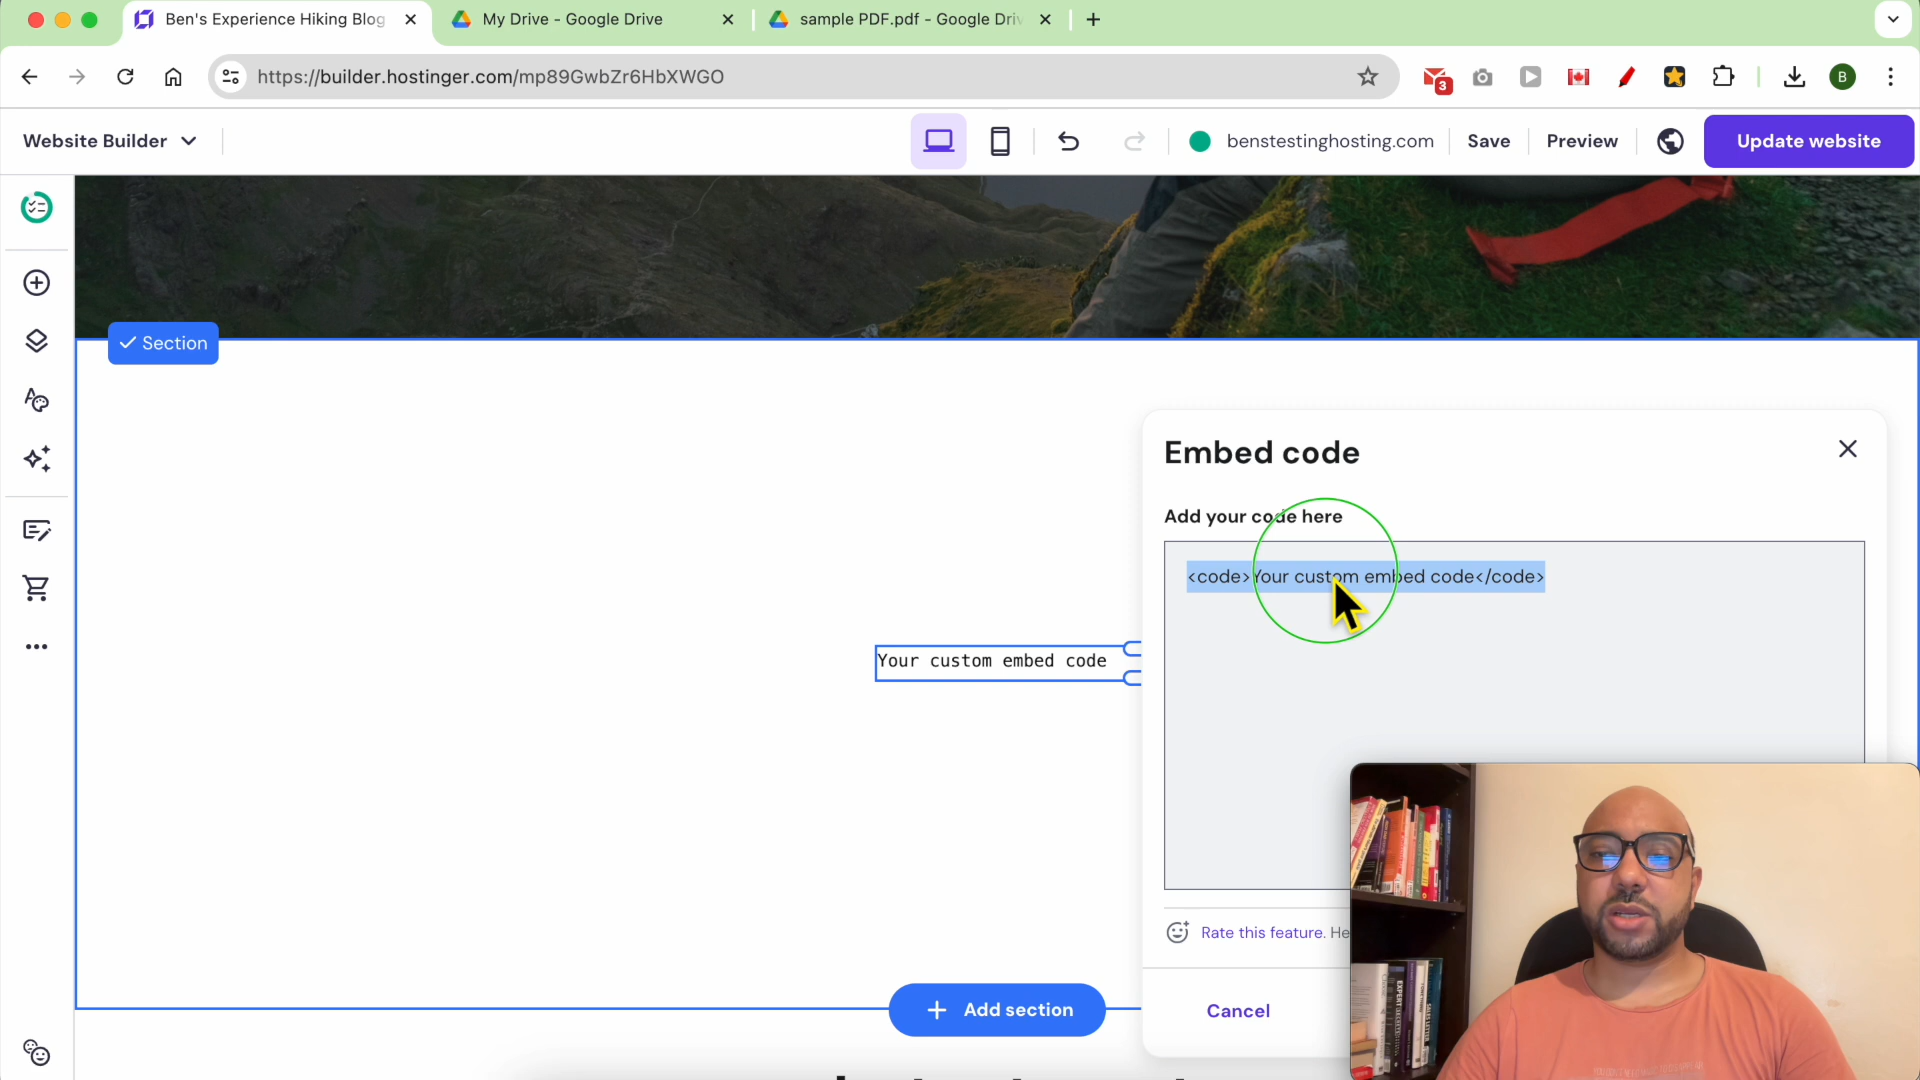 Ben's Experience Hiking Blog
My Drive - Google Drive
sample PDF.pdf - Google Driv
https://builder.hostinger.com/mp89GwbZr6HbXWGO
3
B
Website Builder
benstestinghosting.com
Save
Preview
Update website
Section
Embed code
Add your code here
<code>Your custom embed code</code>
Your custom embed code
Rate this feature. He
Cancel
Add section